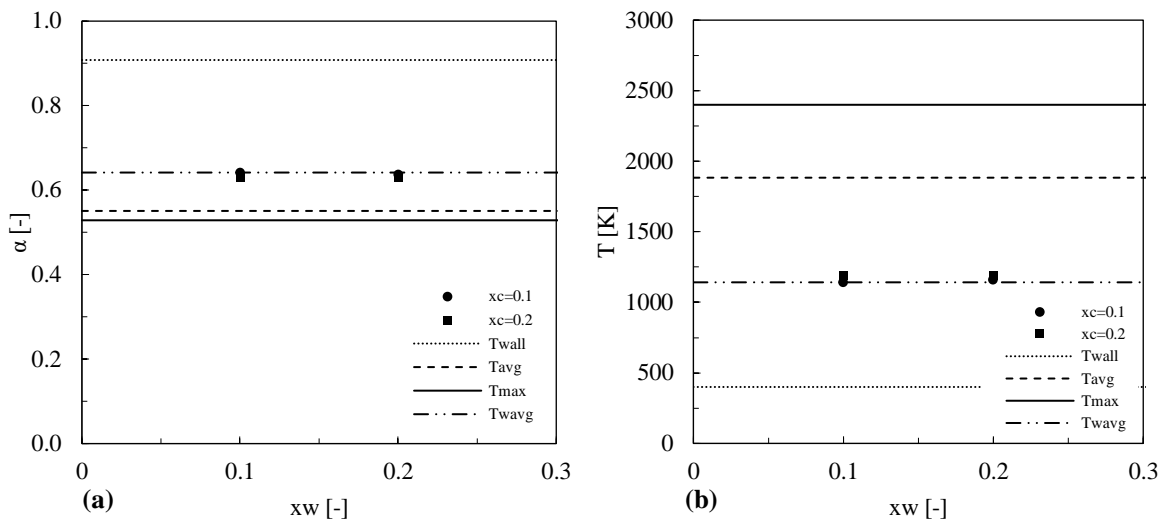 1.0
0.8
0.6
0.4
0.2
0.0
α [-]
xc=0.1
xc=0.2
Twall
Tavg
Tmax
Twavg
0
0.1
0.2
0.3
(a)
xw [-]
3000
2500
2000
1500
1000
500
0
T [K]
xc=0.1
xc=0.2
Twall
Tavg
Tmax
Twavg
0
0.1
0.2
0.3
(b)
xw [-]